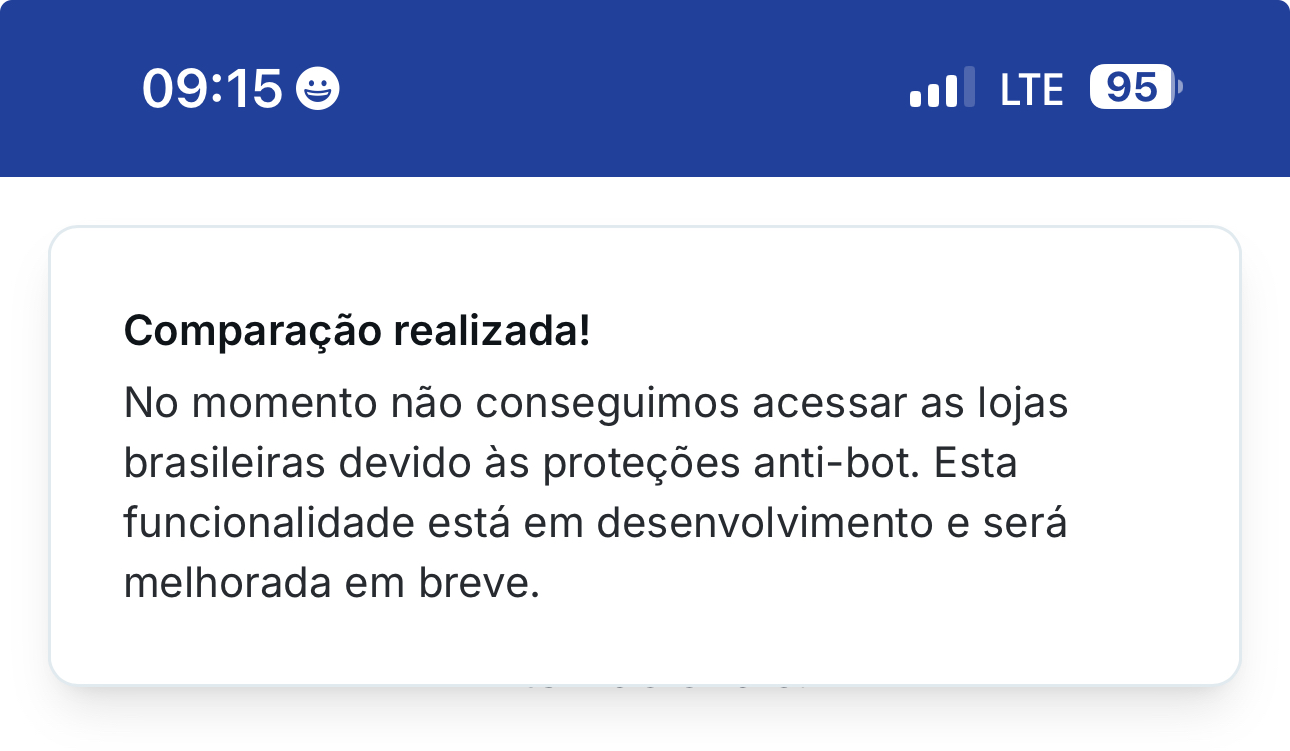 09:15
LTE
95
Comparação realizada!
No momento não conseguimos acessar as lojas
brasileiras devido às proteções anti-bot. Esta
funcionalidade está em desenvolvimento e será
melhorada em breve.